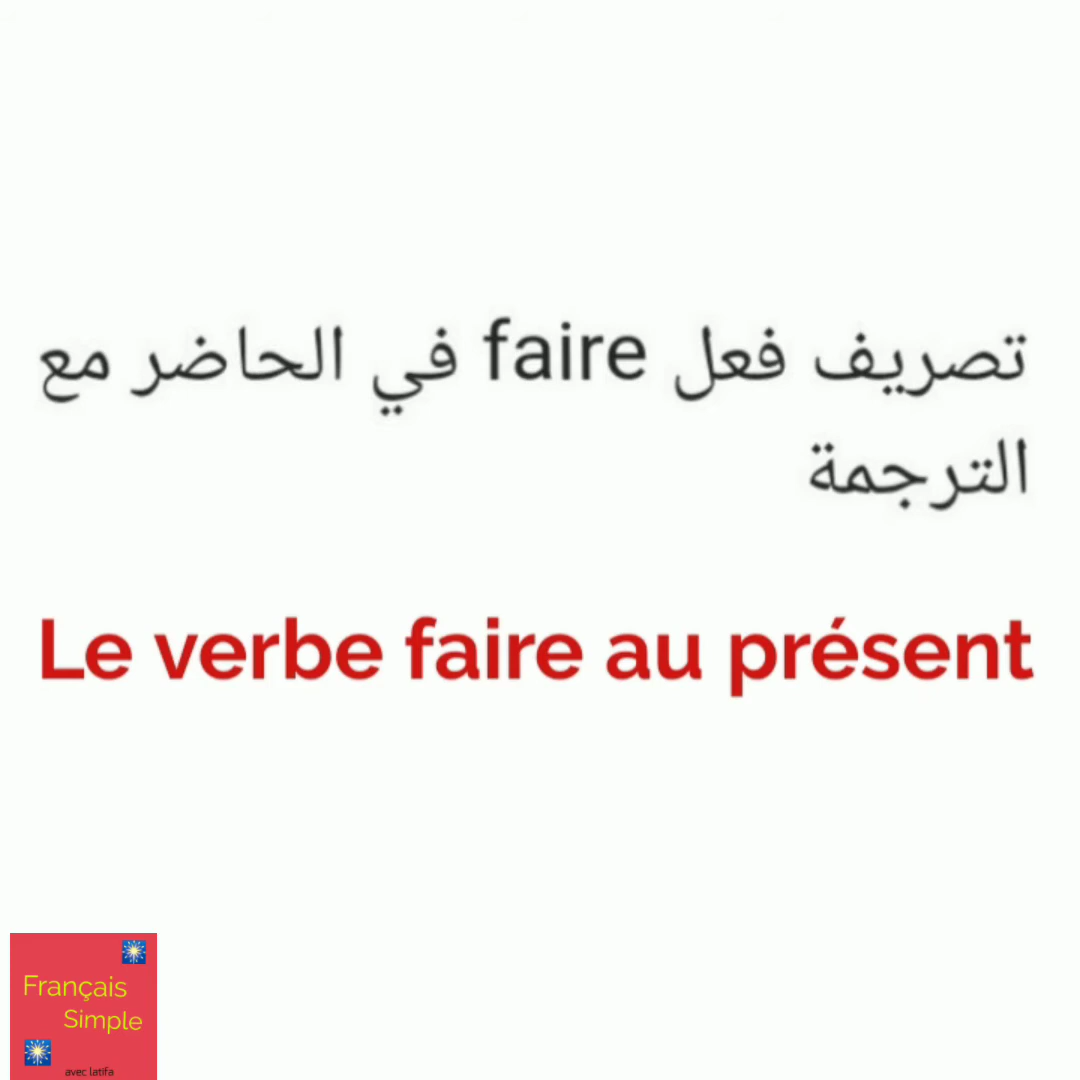 تصريف فعل faire في الحاضر مع
الترجمة
Le verbe faire au présent
Français
Simple
avec latifa